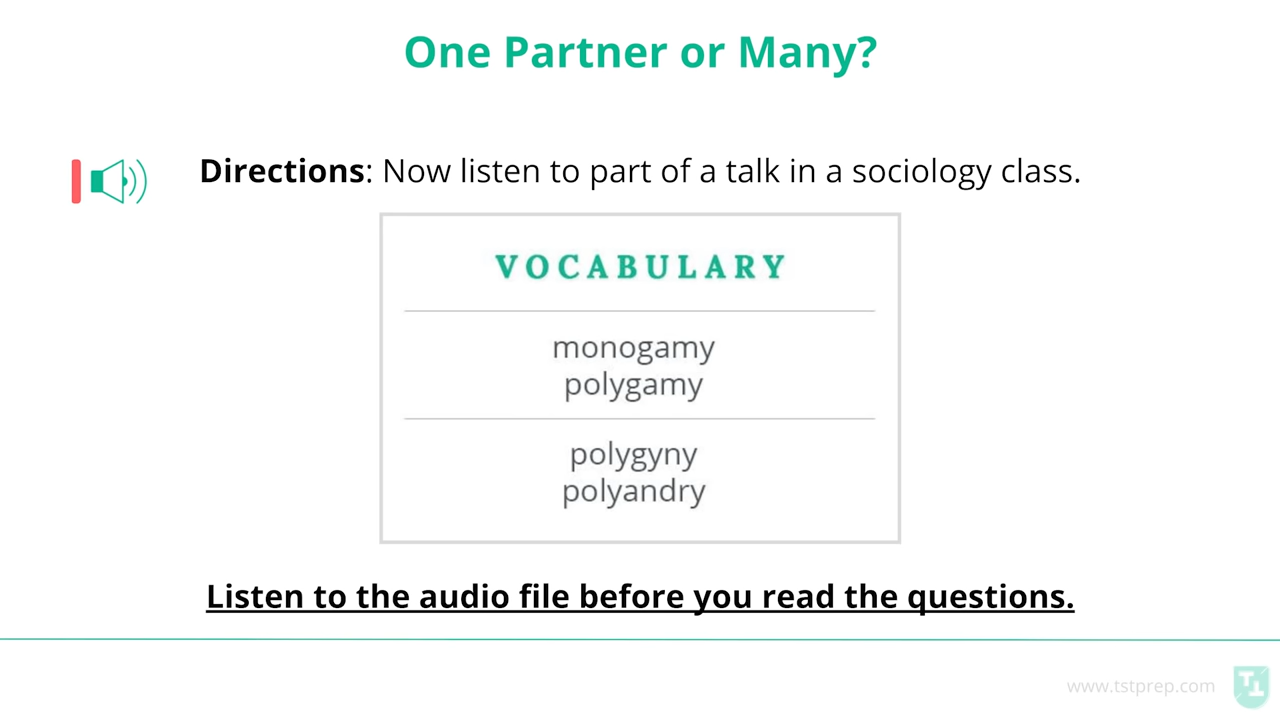 One Partner or Many?
Directions: Now listen to part of a talk in a sociology class.
VOCABULARY
monogamy
polygamy
polygyny
polyandry
Listen to the audio file before you read the questions.
www.tstprep.com